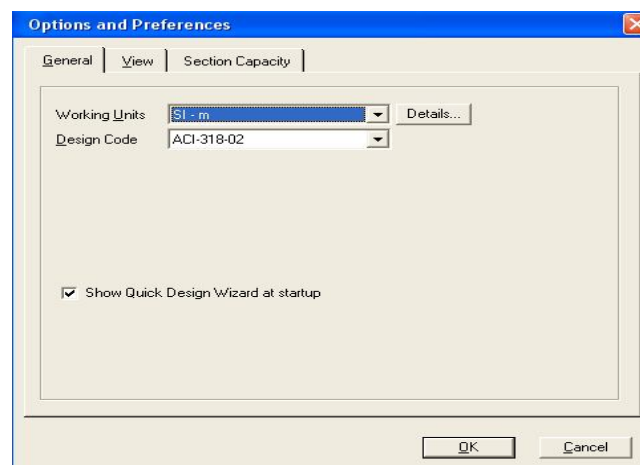 Options and Preferences
General View Section Capacity
Working Units SI - m Details...
Design Code ACI-318-02
Show Quick Design Wizard at startup
OK Cancel